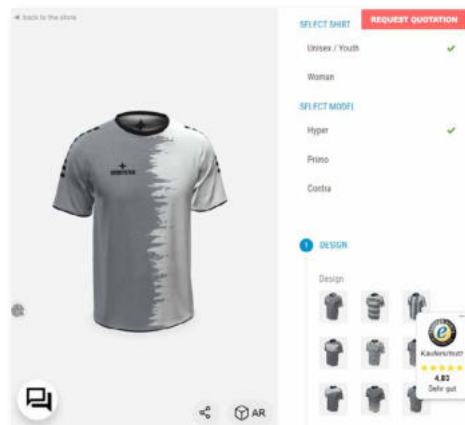 ◄ back to the store
SELECT SHIRT
REQUEST QUOTATION
Unisex / Youth
Woman
SELECT MODEL
Hyper
Primo
Contra
1 DESIGN
Design
Käuferschutz
4,83
Sehr gut
AR